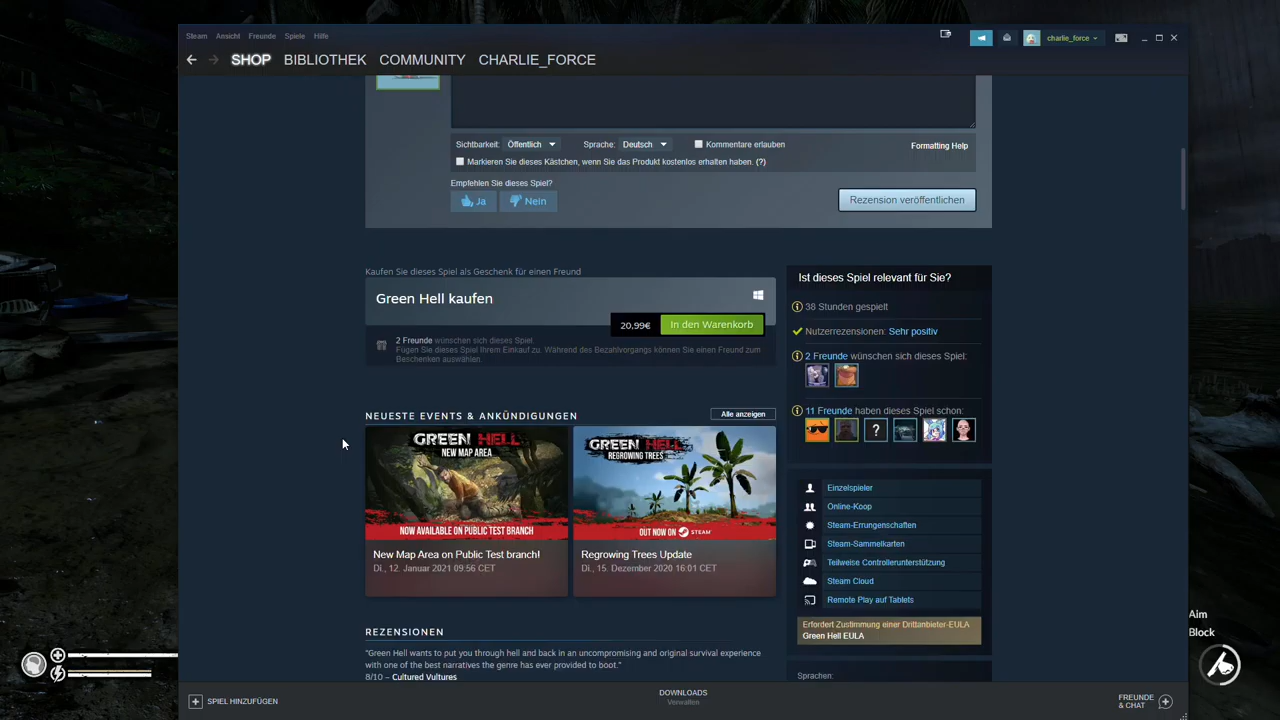 Steam Ansicht Freunde Spiele Hilfe
charlie_force
SHOP BIBLIOTHEK COMMUNITY CHARLIE_FORCE
Sichtbarkeit: Öffentlich Sprache: Deutsch Kommentare erlauben
Formatting Help
Markieren Sie dieses Kästchen, wenn Sie das Produkt kostenlos erhalten haben. (?)
Empfehlen Sie dieses Spiel?
Ja Nein
Rezension veröffentlichen
Kaufen Sie dieses Spiel als Geschenk für einen Freund
Green Hell kaufen
20,99€ In den Warenkorb
2 Freunde wünschen sich dieses Spiel.
Fügen Sie dieses Spiel Ihrem Einkauf zu. Während des Bezahlvorgangs können Sie einen Freund zum
Beschenken auswählen.
NEUESTE EVENTS & ANKÜNDIGUNGEN
Alle anzeigen
GREEN HELL
NEW MAP AREA
NOW AVAILABLE ON PUBLIC TEST BRANCH
New Map Area on Public Test branch!
Di., 12. Januar 2021 09:56 CET
GREEN HELL
REGROWING TREES
OUT NOW ON STEAM
Regrowing Trees Update
Di., 15. Dezember 2020 16:01 CET
REZENSIONEN
"Green Hell wants to put you through hell and back in an uncompromising and original survival experience
with one of the best narratives the genre has ever provided to boot."
8/10 – Cultured Vultures
Ist dieses Spiel relevant für Sie?
38 Stunden gespielt
Nutzerrezensionen: Sehr positiv
2 Freunde wünschen sich dieses Spiel:
11 Freunde haben dieses Spiel schon:
?
Einzelspieler
Online-Koop
Steam-Errungenschaften
Steam-Sammelkarten
Teilweise Controllerunterstützung
Steam Cloud
Remote Play auf Tablets
Erfordert Zustimmung einer Drittanbieter-EULA
Green Hell EULA
Sprachen:
Aim
Block
SPIEL HINZUFÜGEN
DOWNLOADS
Verwalten
FREUNDE
& CHAT